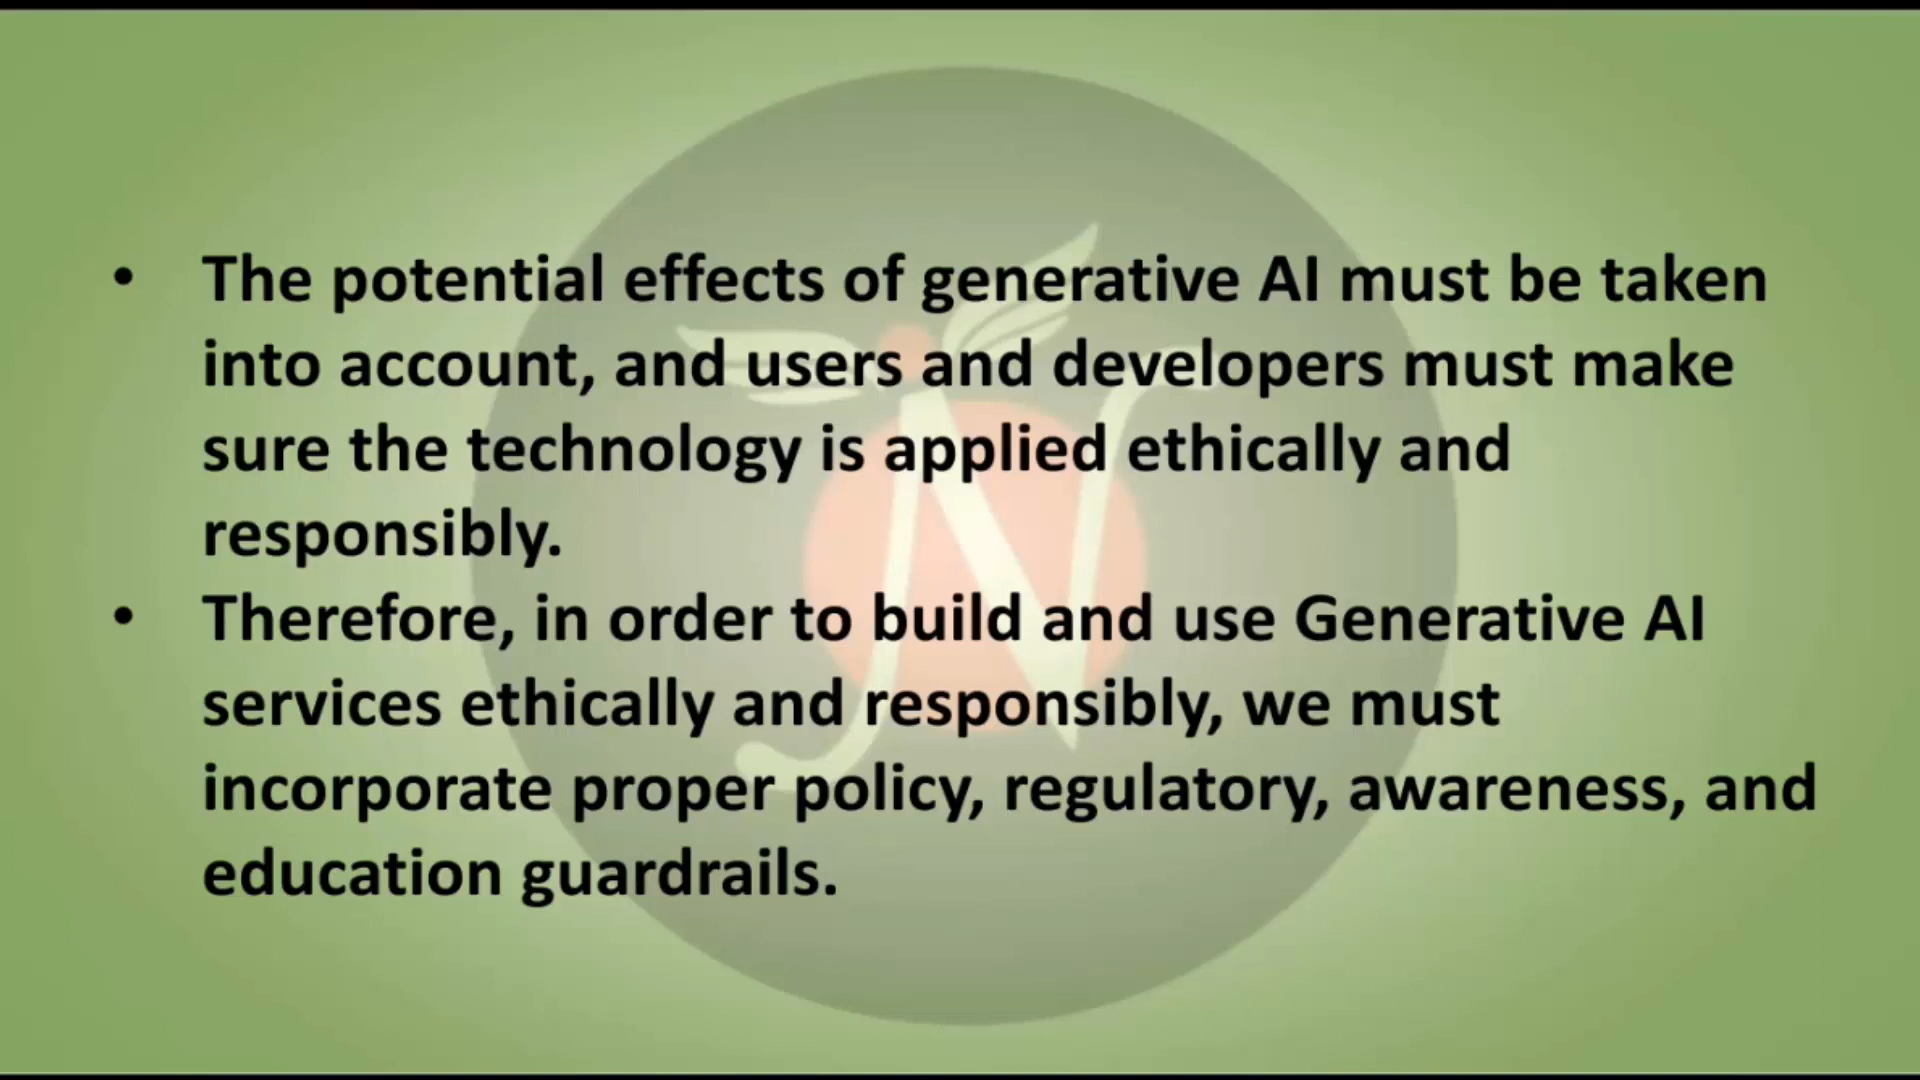 • The potential effects of generative AI must be taken
into account, and users and developers must make
sure the technology is applied ethically and
responsibly.
• Therefore, in order to build and use Generative AI
services ethically and responsibly, we must
incorporate proper policy, regulatory, awareness, and
education guardrails.